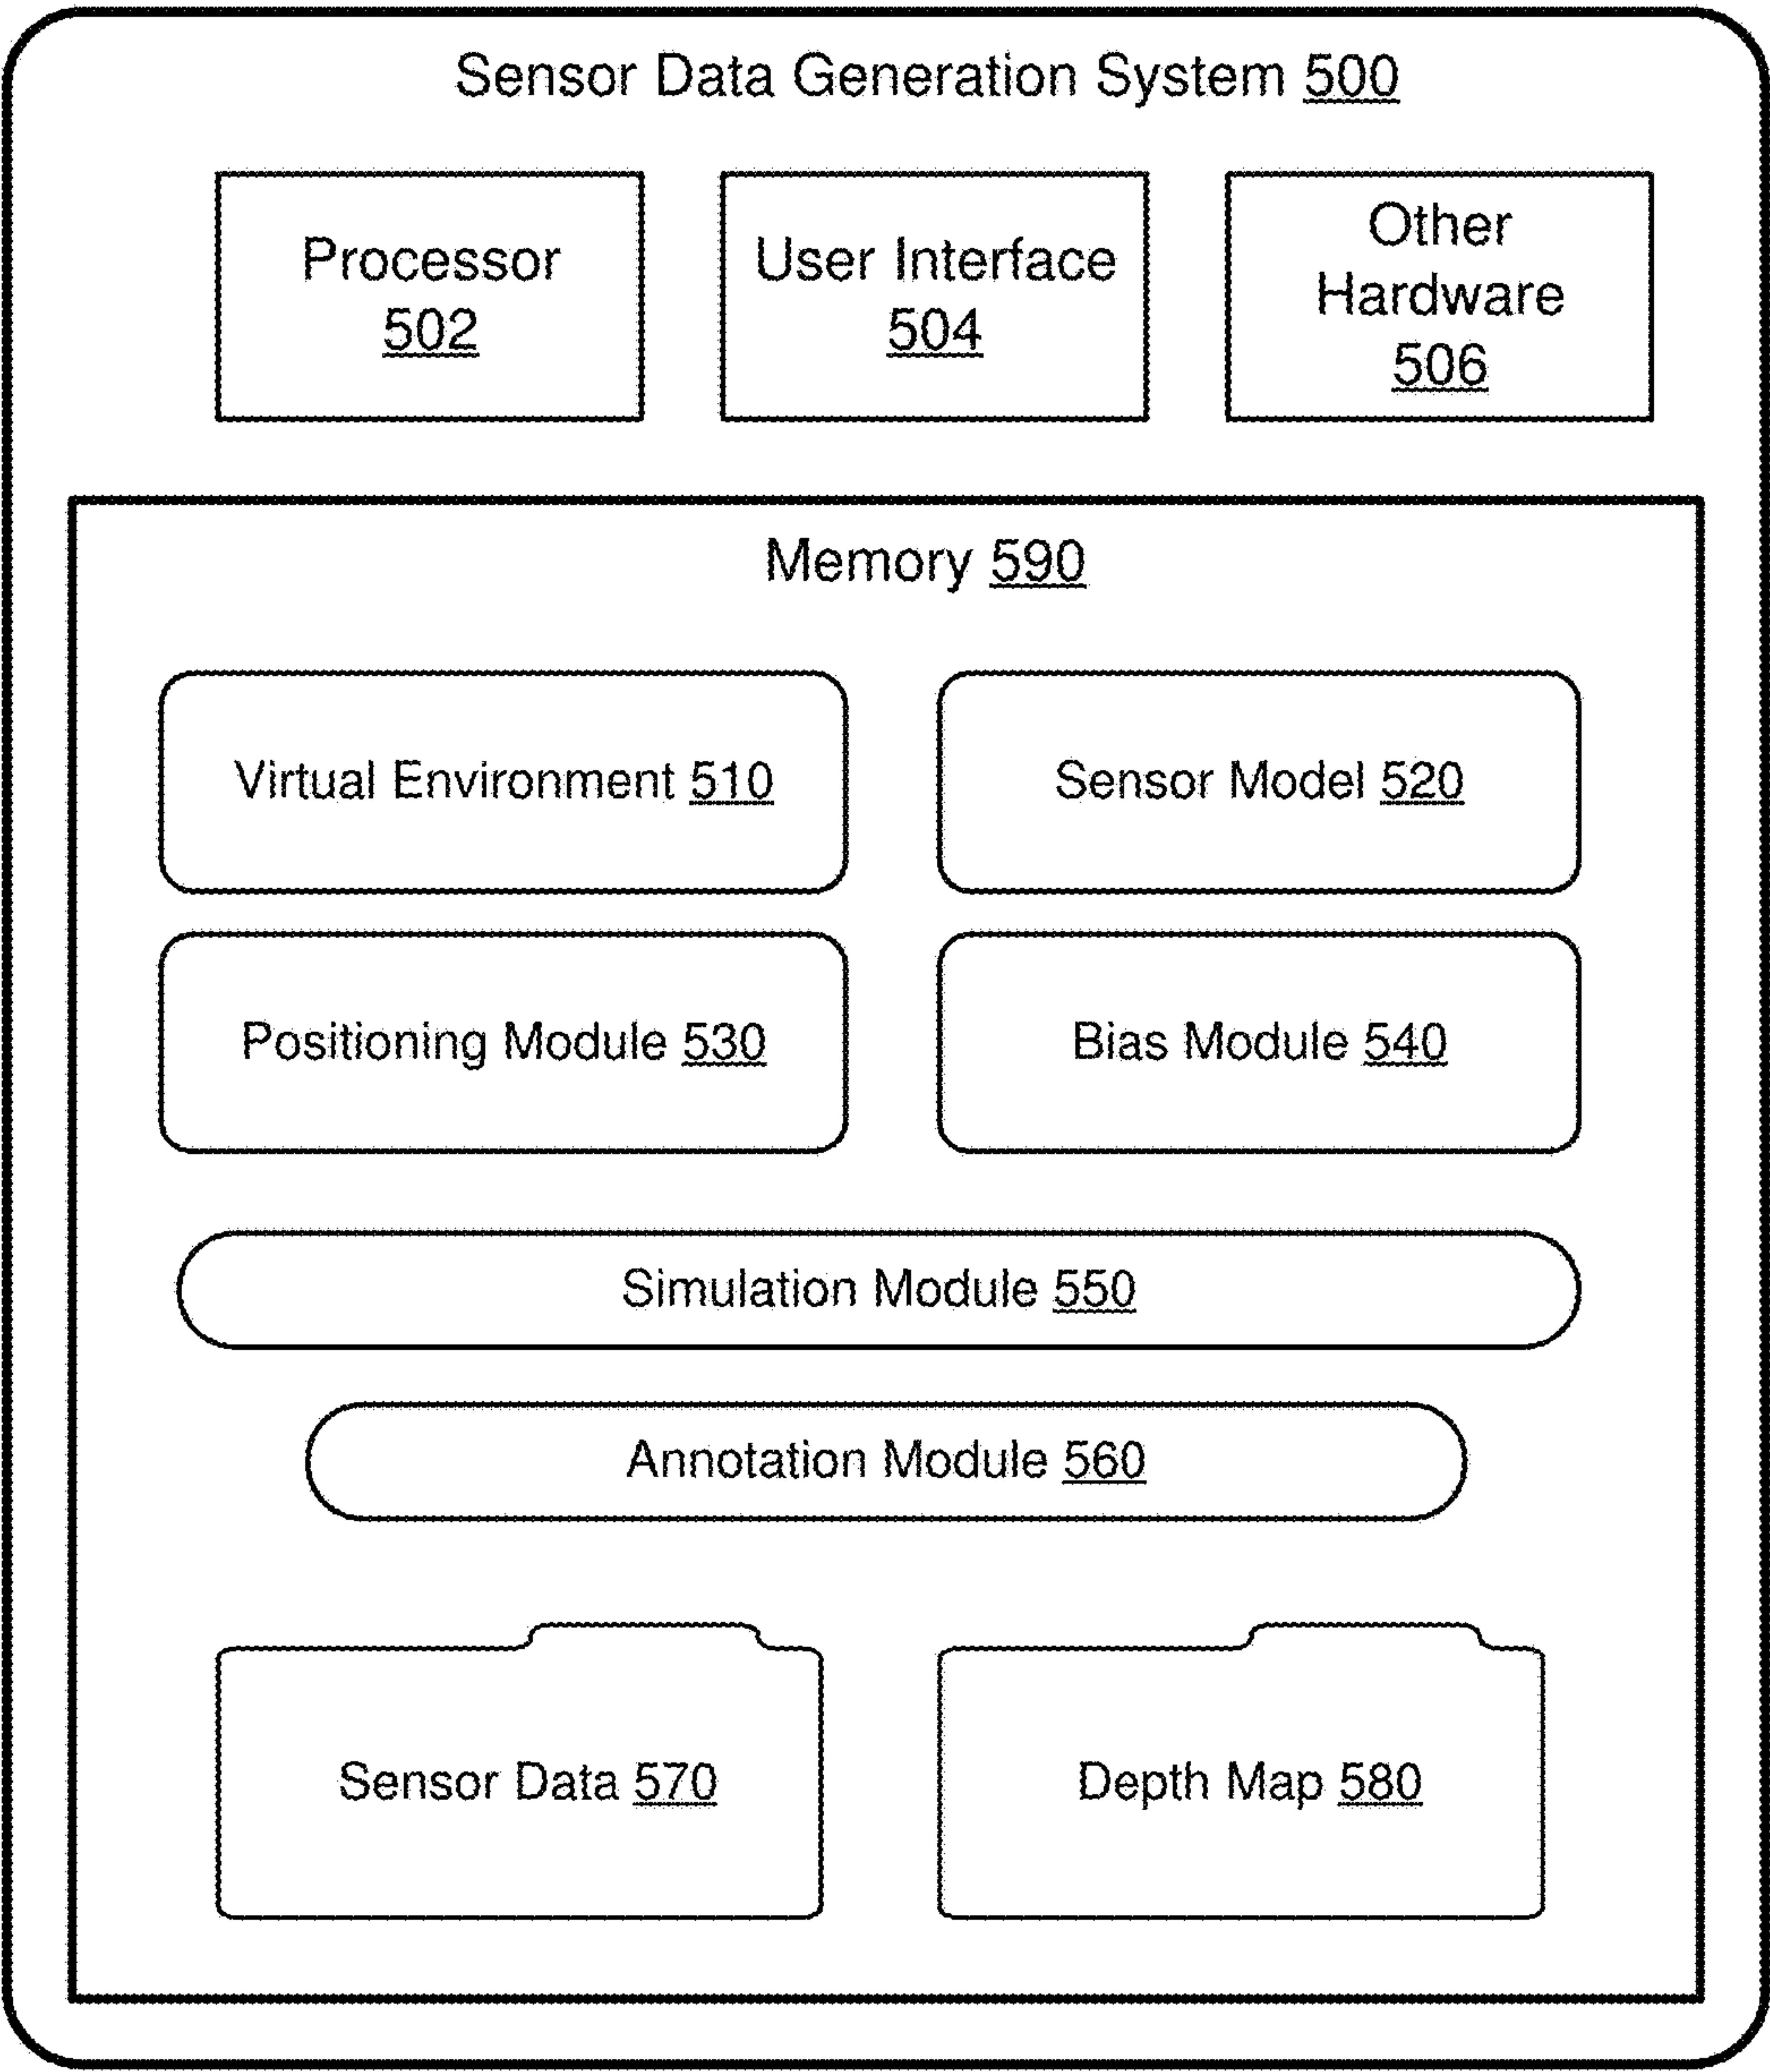 Sensor Data Generation System 500
Processor
502
User Interface
504
Other
Hardware
506
Memory 590
Virtual Environment 510
Sensor Model 520
Positioning Module 530
Bias Module 540
Simulation Module 550
Annotation Module 560
Sensor Data 570
Depth Map 580